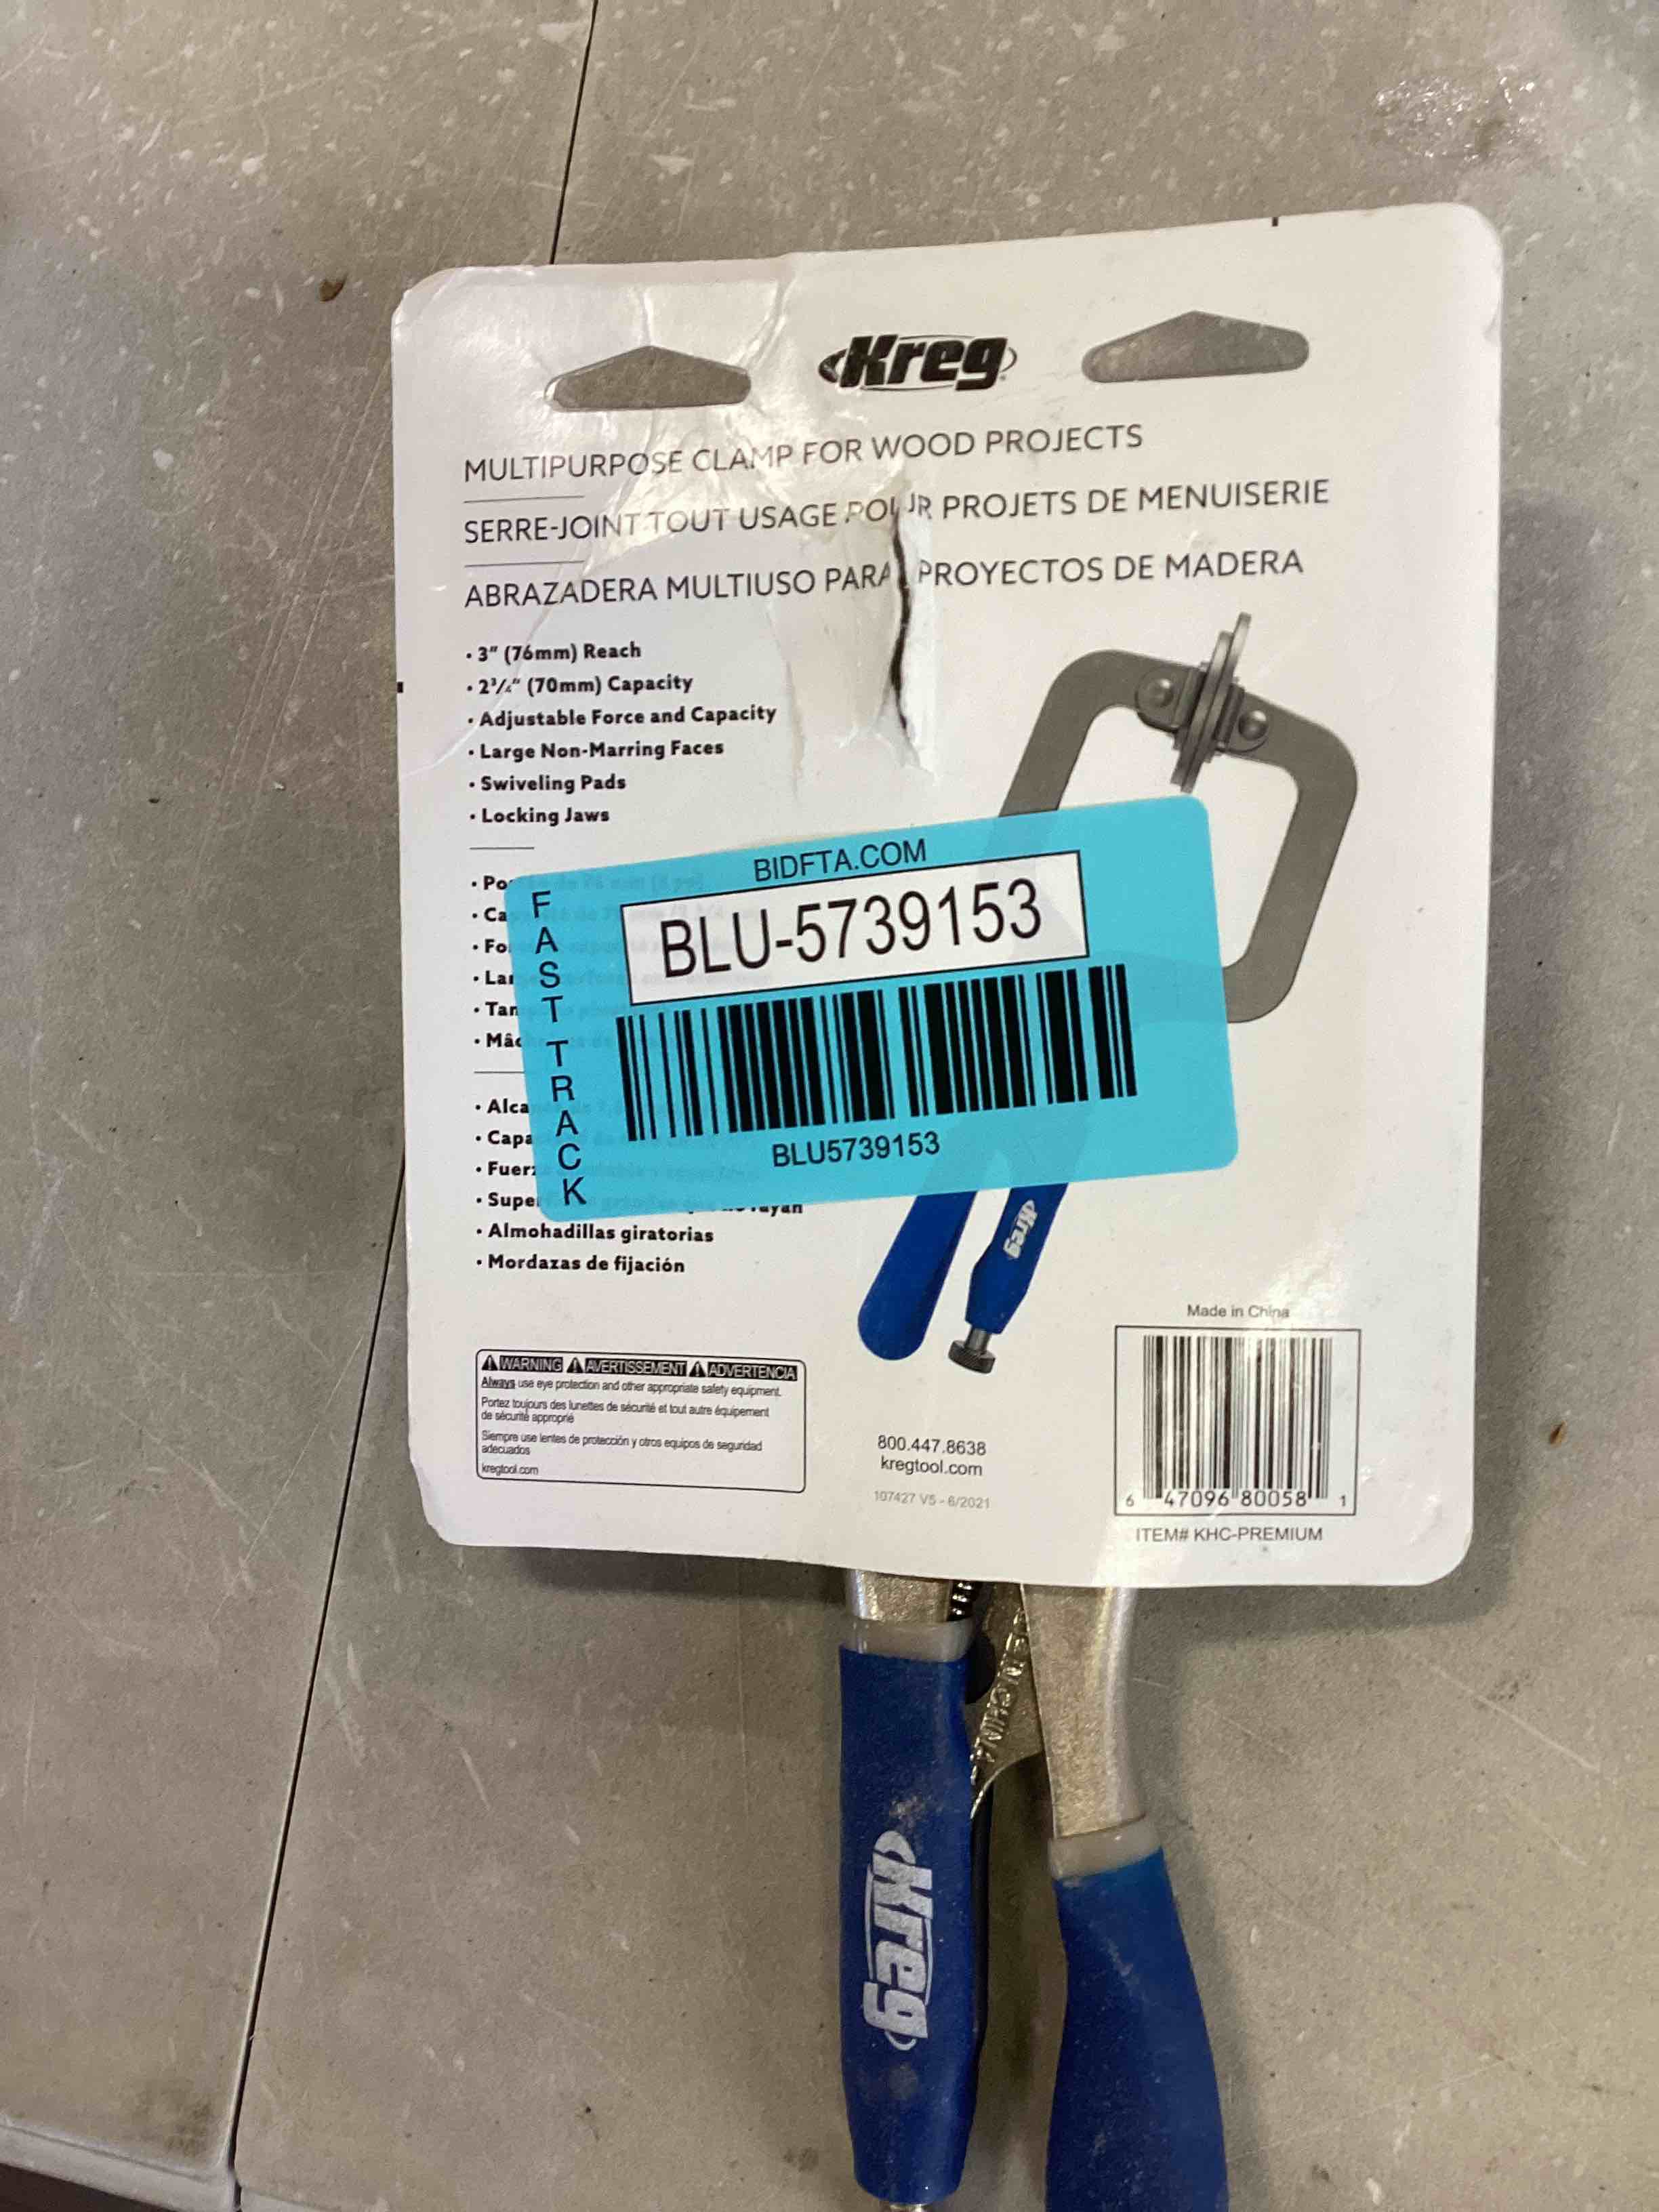 Kreg
MULTIPURPOSE CLAMP FOR WOOD PROJECTS
SERRE-JOINT TOUT USAGE POUR PROJETS DE MENUISERIE
ABRAZADERA MULTIUSO PARA PROYECTOS DE MADERA
• 3" (76mm) Reach
• 2¾" (70mm) Capacity
• Adjustable Force and Capacity
• Large Non-Marring Faces
• Swiveling Pads
• Locking Jaws
• Almohadillas giratorias
• Mordazas de fijación
BIDFTA.COM
FAST TRACK
BLU-5739153
BLU5739153
Kreg
WARNING AVERTISSEMENT ADVERTENCIA
Always use eye protection and other appropriate safety equipment.
Portez toujours des lunettes de sécurité et tout autre équipement
de sécurité approprié
Siempre use lentes de protección y otros equipos de seguridad
adecuados
kregtool.com
800.447.8638
kregtool.com
107427 V5 - 6/2021
Made in China
6 47096 80058 1
ITEM# KHC-PREMIUM
IN CHINA
Kreg